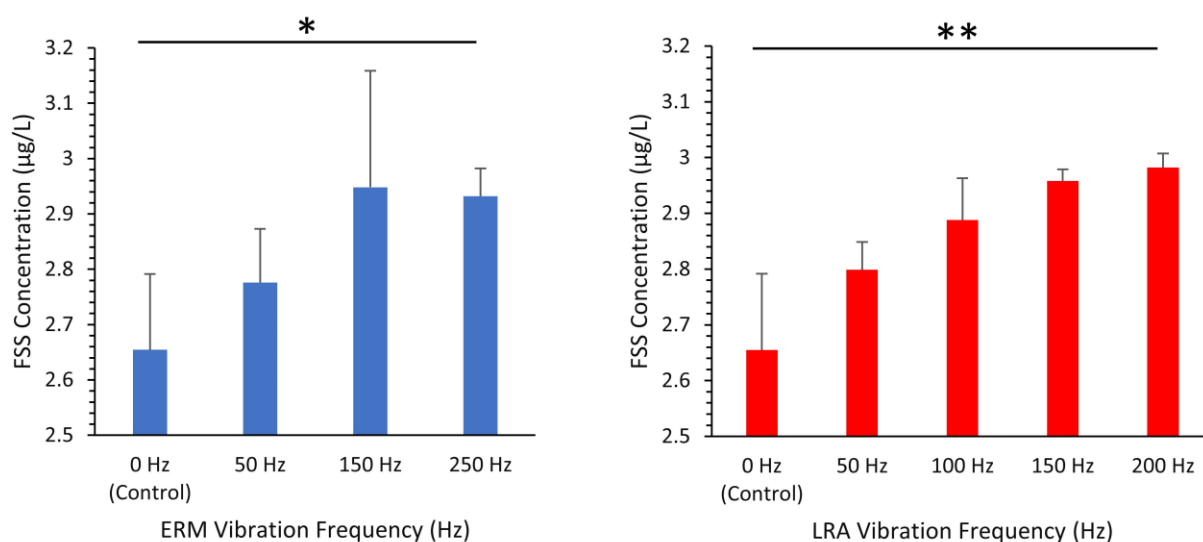 *
3.2
3.1
3
2.9
2.8
2.7
2.6
2.5
FSS Concentration (µg/L)
0 Hz
(Control)
50 Hz
150 Hz
250 Hz
ERM Vibration Frequency (Hz)
**
3.2
3.1
3
2.9
2.8
2.7
2.6
2.5
FSS Concentration (µg/L)
0 Hz
(Control)
50 Hz
100 Hz
150 Hz
200 Hz
LRA Vibration Frequency (Hz)